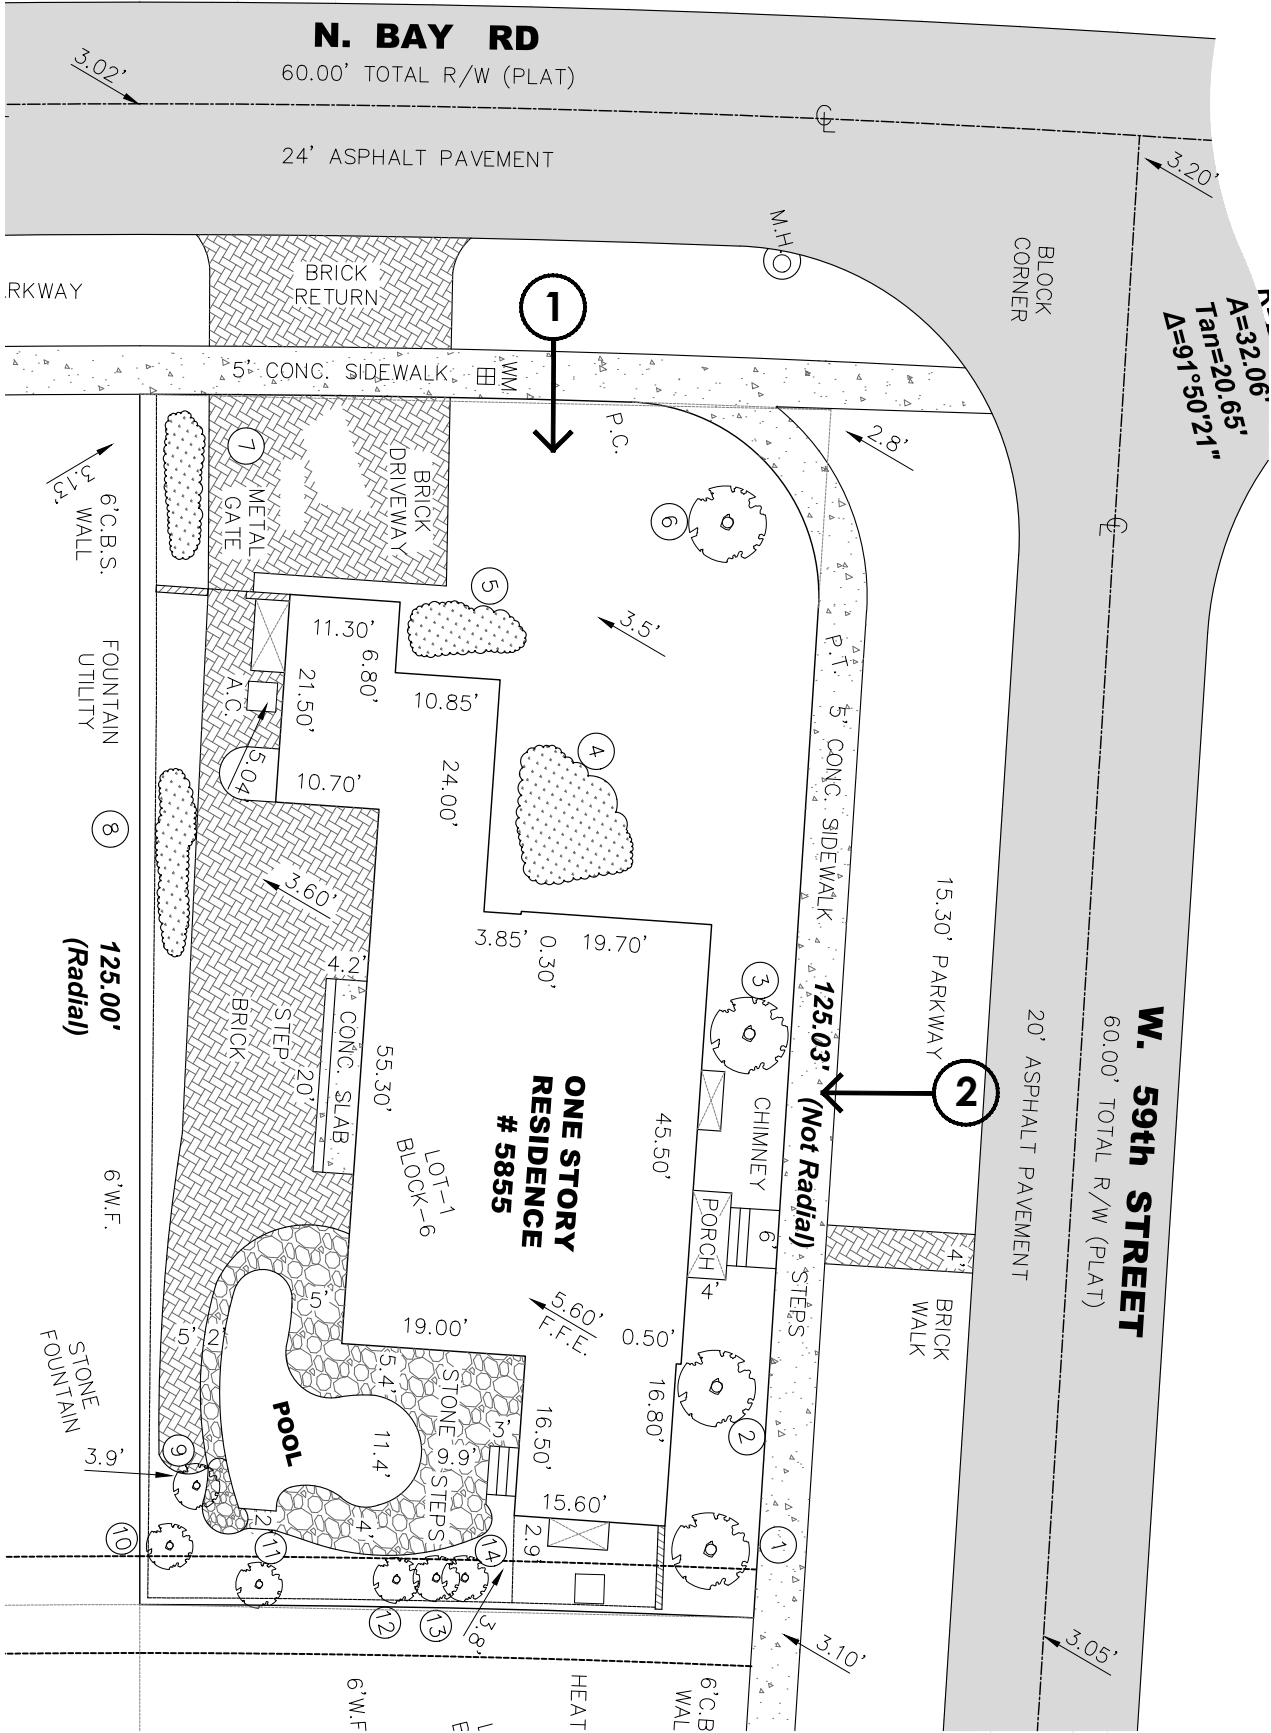 N. BAY RD
60.00' TOTAL R/W (PLAT)
3.02'
24' ASPHALT PAVEMENT
3.20'
M.H.
BLOCK
CORNER
A=32.06'
Tan=20.65'
Δ=91°50'21"
BRICK
RETURN
1
5' CONC. SIDEWALK
WM
P.C.
2.8'
7
METAL
GATE
BRICK
DRIVEWAY
3.13'
6'C.B.S.
WALL
6
5
3.5'
11.30'
6.80'
21.50'
10.85'
A.C.
5.04
10.70'
24.00'
4
P.T.
5' CONC. SIDEWALK
FOUNTAIN
UTILITY
8
3.60'
15.30' PARKWAY
125.00'
(Radial)
4.2'
3.85'
0.30'
19.70'
3
125.03' (Not Radial)
BRICK
STEP
20'
CONC. SLAB
55.30'
ONE STORY
RESIDENCE
# 5855
LOT-1
BLOCK-6
45.50'
CHIMNEY
2
W. 59th STREET
60.00' TOTAL R/W (PLAT)
20' ASPHALT PAVEMENT
6'W.F.
PORCH
6'
4'
4'
STEPS
BRICK
WALK
5.60'
F.F.E.
0.50'
19.00'
5'
5'
2'
STONE
FOUNTAIN
3.9'
POOL
5.4'
11.4'
STONE
9.9'
STEPS
3'
16.50'
16.80'
2
15.60'
2.9'
9
10
2'
11
4'
14
1
12
13
3.8'
3.10'
3.05'
6'W.F
HEAT
6'C.B
WAL